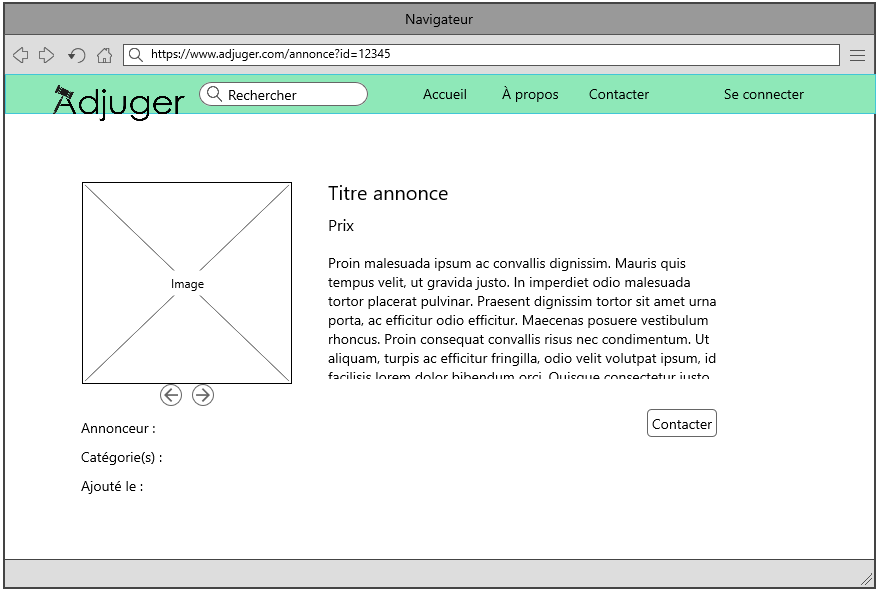 Navigateur
https://www.adjuger.com/annonce?id=12345
Adjuger
Rechercher
Accueil
À propos
Contacter
Se connecter
Titre annonce
Prix
Image
Proin malesuada ipsum ac convallis dignissim. Mauris quis
tempus velit, ut gravida justo. In imperdiet odio malesuada
tortor placerat pulvinar. Praesent dignissim tortor sit amet urna
porta, ac efficitur odio efficitur. Maecenas posuere vestibulum
rhoncus. Proin consequat convallis risus nec condimentum. Ut
aliquam, turpis ac efficitur fringilla, odio velit volutpat ipsum, id
facilisis lorem dolor bibendum orci. Quisque consectetur justo
Contacter
Annonceur :
Catégorie(s) :
Ajouté le :